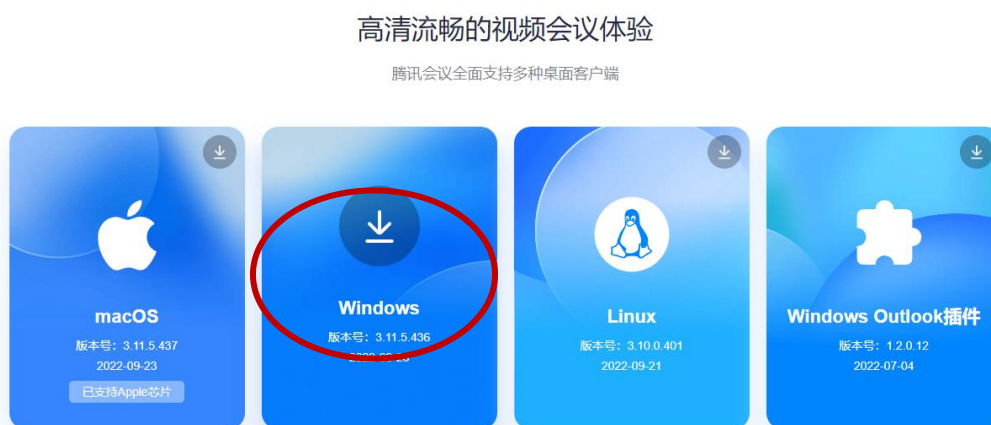 高清流畅的视频会议体验
腾讯会议全面支持多种桌面客户端
macOS
版本号：3.11.5.437
2022-09-23
已支持Apple芯片
Windows
版本号：3.11.5.436
Linux
版本号：3.10.0.401
2022-09-21
Windows Outlook插件
版本号：1.2.0.12
2022-07-04